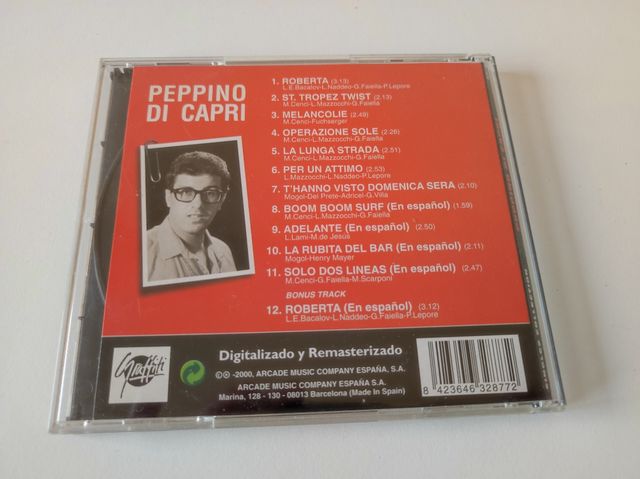 PEPPINO
DI CAPRI
1. ROBERTA (3.13)
L.E.Bacalov-L.Naddeo-G.Faiella-P.Lepore
2. ST. TROPEZ TWIST (2.13)
M.Cenci-L.Mazzocchi-G.Faiella
3. MELANCOLIE (2.49)
M.Cenci-Fuchserger
4. OPERAZIONE SOLE (2.26)
M.Cenci-L.Mazzocchi-G.Faiella
5. LA LUNGA STRADA (2.51)
M.Cenci-L.Mazzocchi-G.Faiella
6. PER UN ATTIMO (2.53)
L.Mazzocchi-L.Naddeo-P.Lepore
7. T'HANNO VISTO DOMENICA SERA (2.10)
Mogol-Del Prete-Adricel-G.Villa
8. BOOM BOOM SURF (En español) (1.59)
M.Cenci-L.Mazzocchi-G.Faiella
9. ADELANTE (En español) (2.50)
L.Lami-M.de Jesús
10. LA RUBITA DEL BAR (En español) (2.11)
Mogol-Henry Mayer
11. SOLO DOS LINEAS (En español) (2.47)
M.Cenci-G.Faiella-M.Scarponi
BONUS TRACK
12. ROBERTA (En español) (3.12)
L.E.Bacalov-L.Naddeo-G.Faiella-P.Lepore
Graffiti
Digitalizado y Remasterizado
℗© -2000, ARCADE MUSIC COMPANY ESPAÑA, S.A.
ARCADE MUSIC COMPANY ESPAÑA S.A.
Marina, 128 - 130 - 08013 Barcelona (Made In Spain)
8 423646 328772